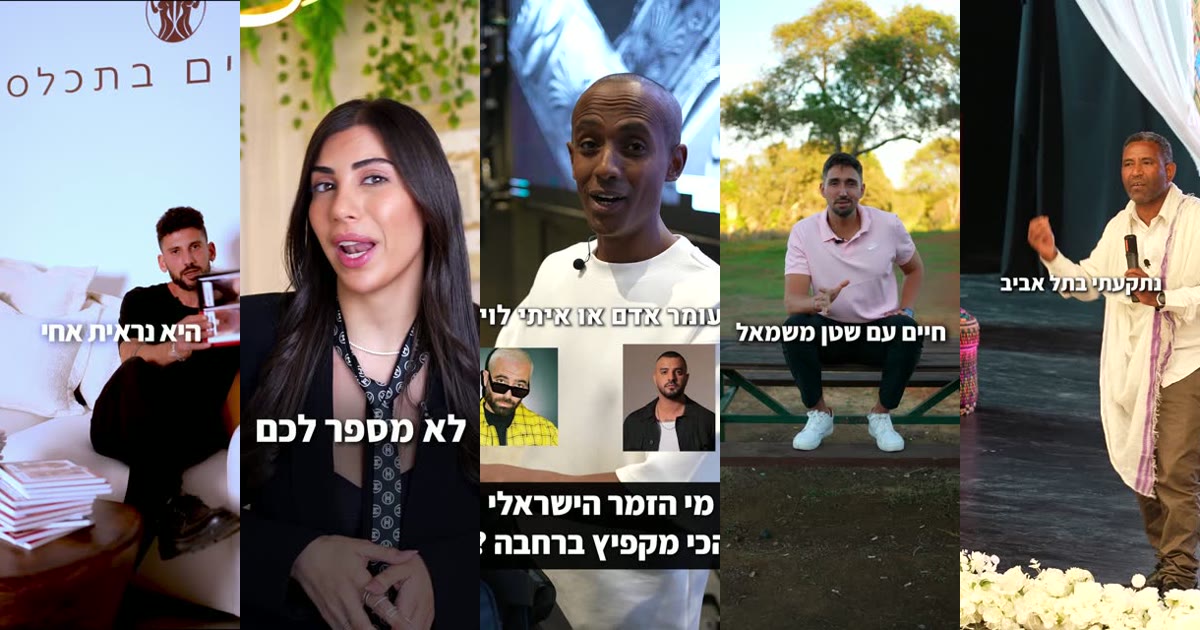 ים בתכלס
היא נראית אחי
לא מספר לכם
עומר אדם או איתי לוי
מי הזמר הישראלי
הכי מקפיץ ברחבה ?
חיים עם שטן משמאל
נתקעתי בתל אביב